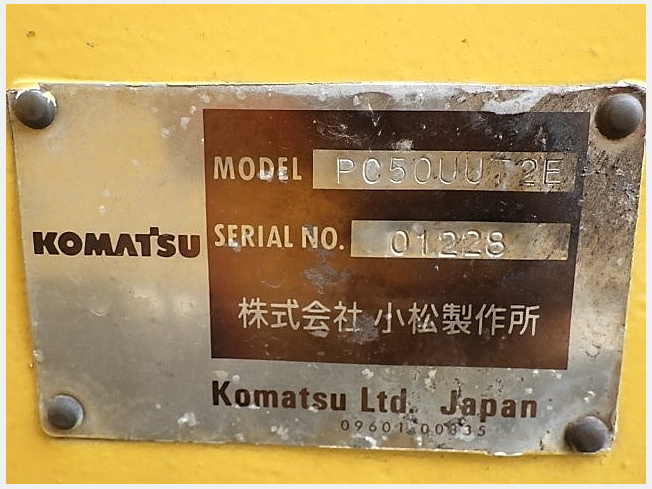 MODEL PC50UUT2E
KOMATSU
SERIAL NO. 01228
株式会社 小松製作所
Komatsu Ltd. Japan
09601-00835